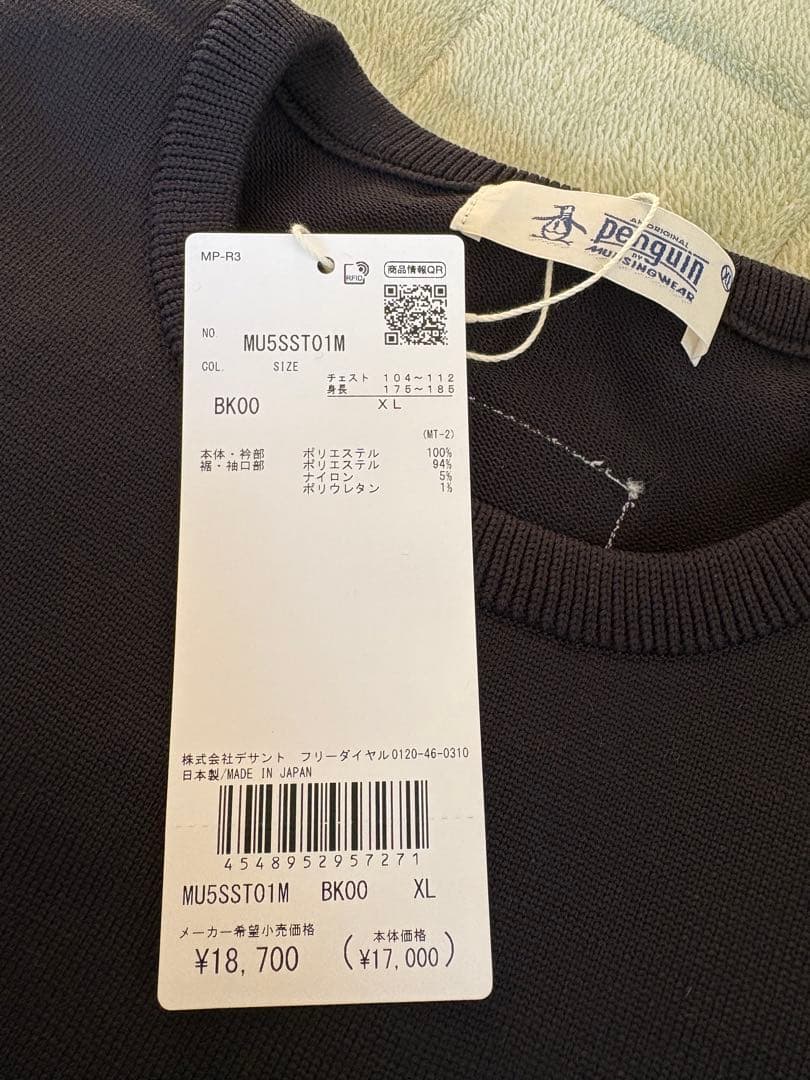 MP-R3
RFID
商品情報QR
NO. MU5SST01M
COL. SIZE
チェスト 104~112
身長 175~185
BK00 XL
(MT-2)
本体・衿部 ポリエステル 100%
裾・袖口部 ポリエステル 94%
ナイロン 5%
ポリウレタン 1%
株式会社デサント フリーダイヤル0120-46-0310
日本製/MADE IN JAPAN
4548952957271
MU5SST01M BK00 XL
メーカー希望小売価格
¥18,700
(本体価格
¥17,000)
AN ORIGINAL
penguin
BY
MUNSINGWEAR
XL